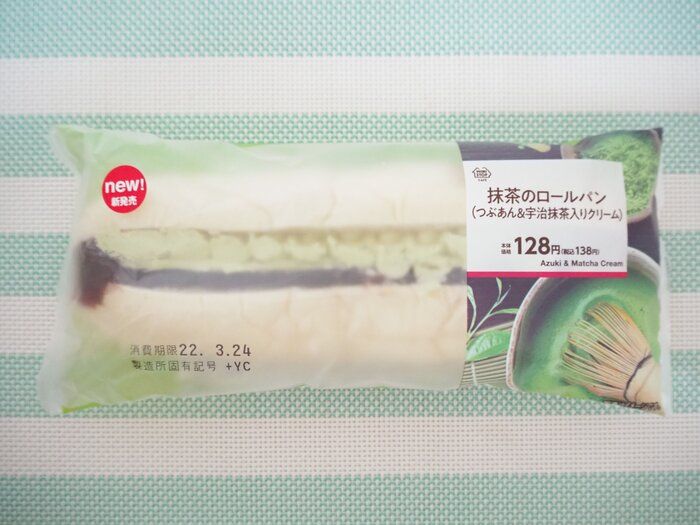 new!
新発売
MINI
STOP
CAFE
抹茶のロールパン
(つぶあん&宇治抹茶入りクリーム)
本体
価格 128円(税込138円)
Azuki & Matcha Cream
消費期限22. 3.24
製造所固有記号 +YC